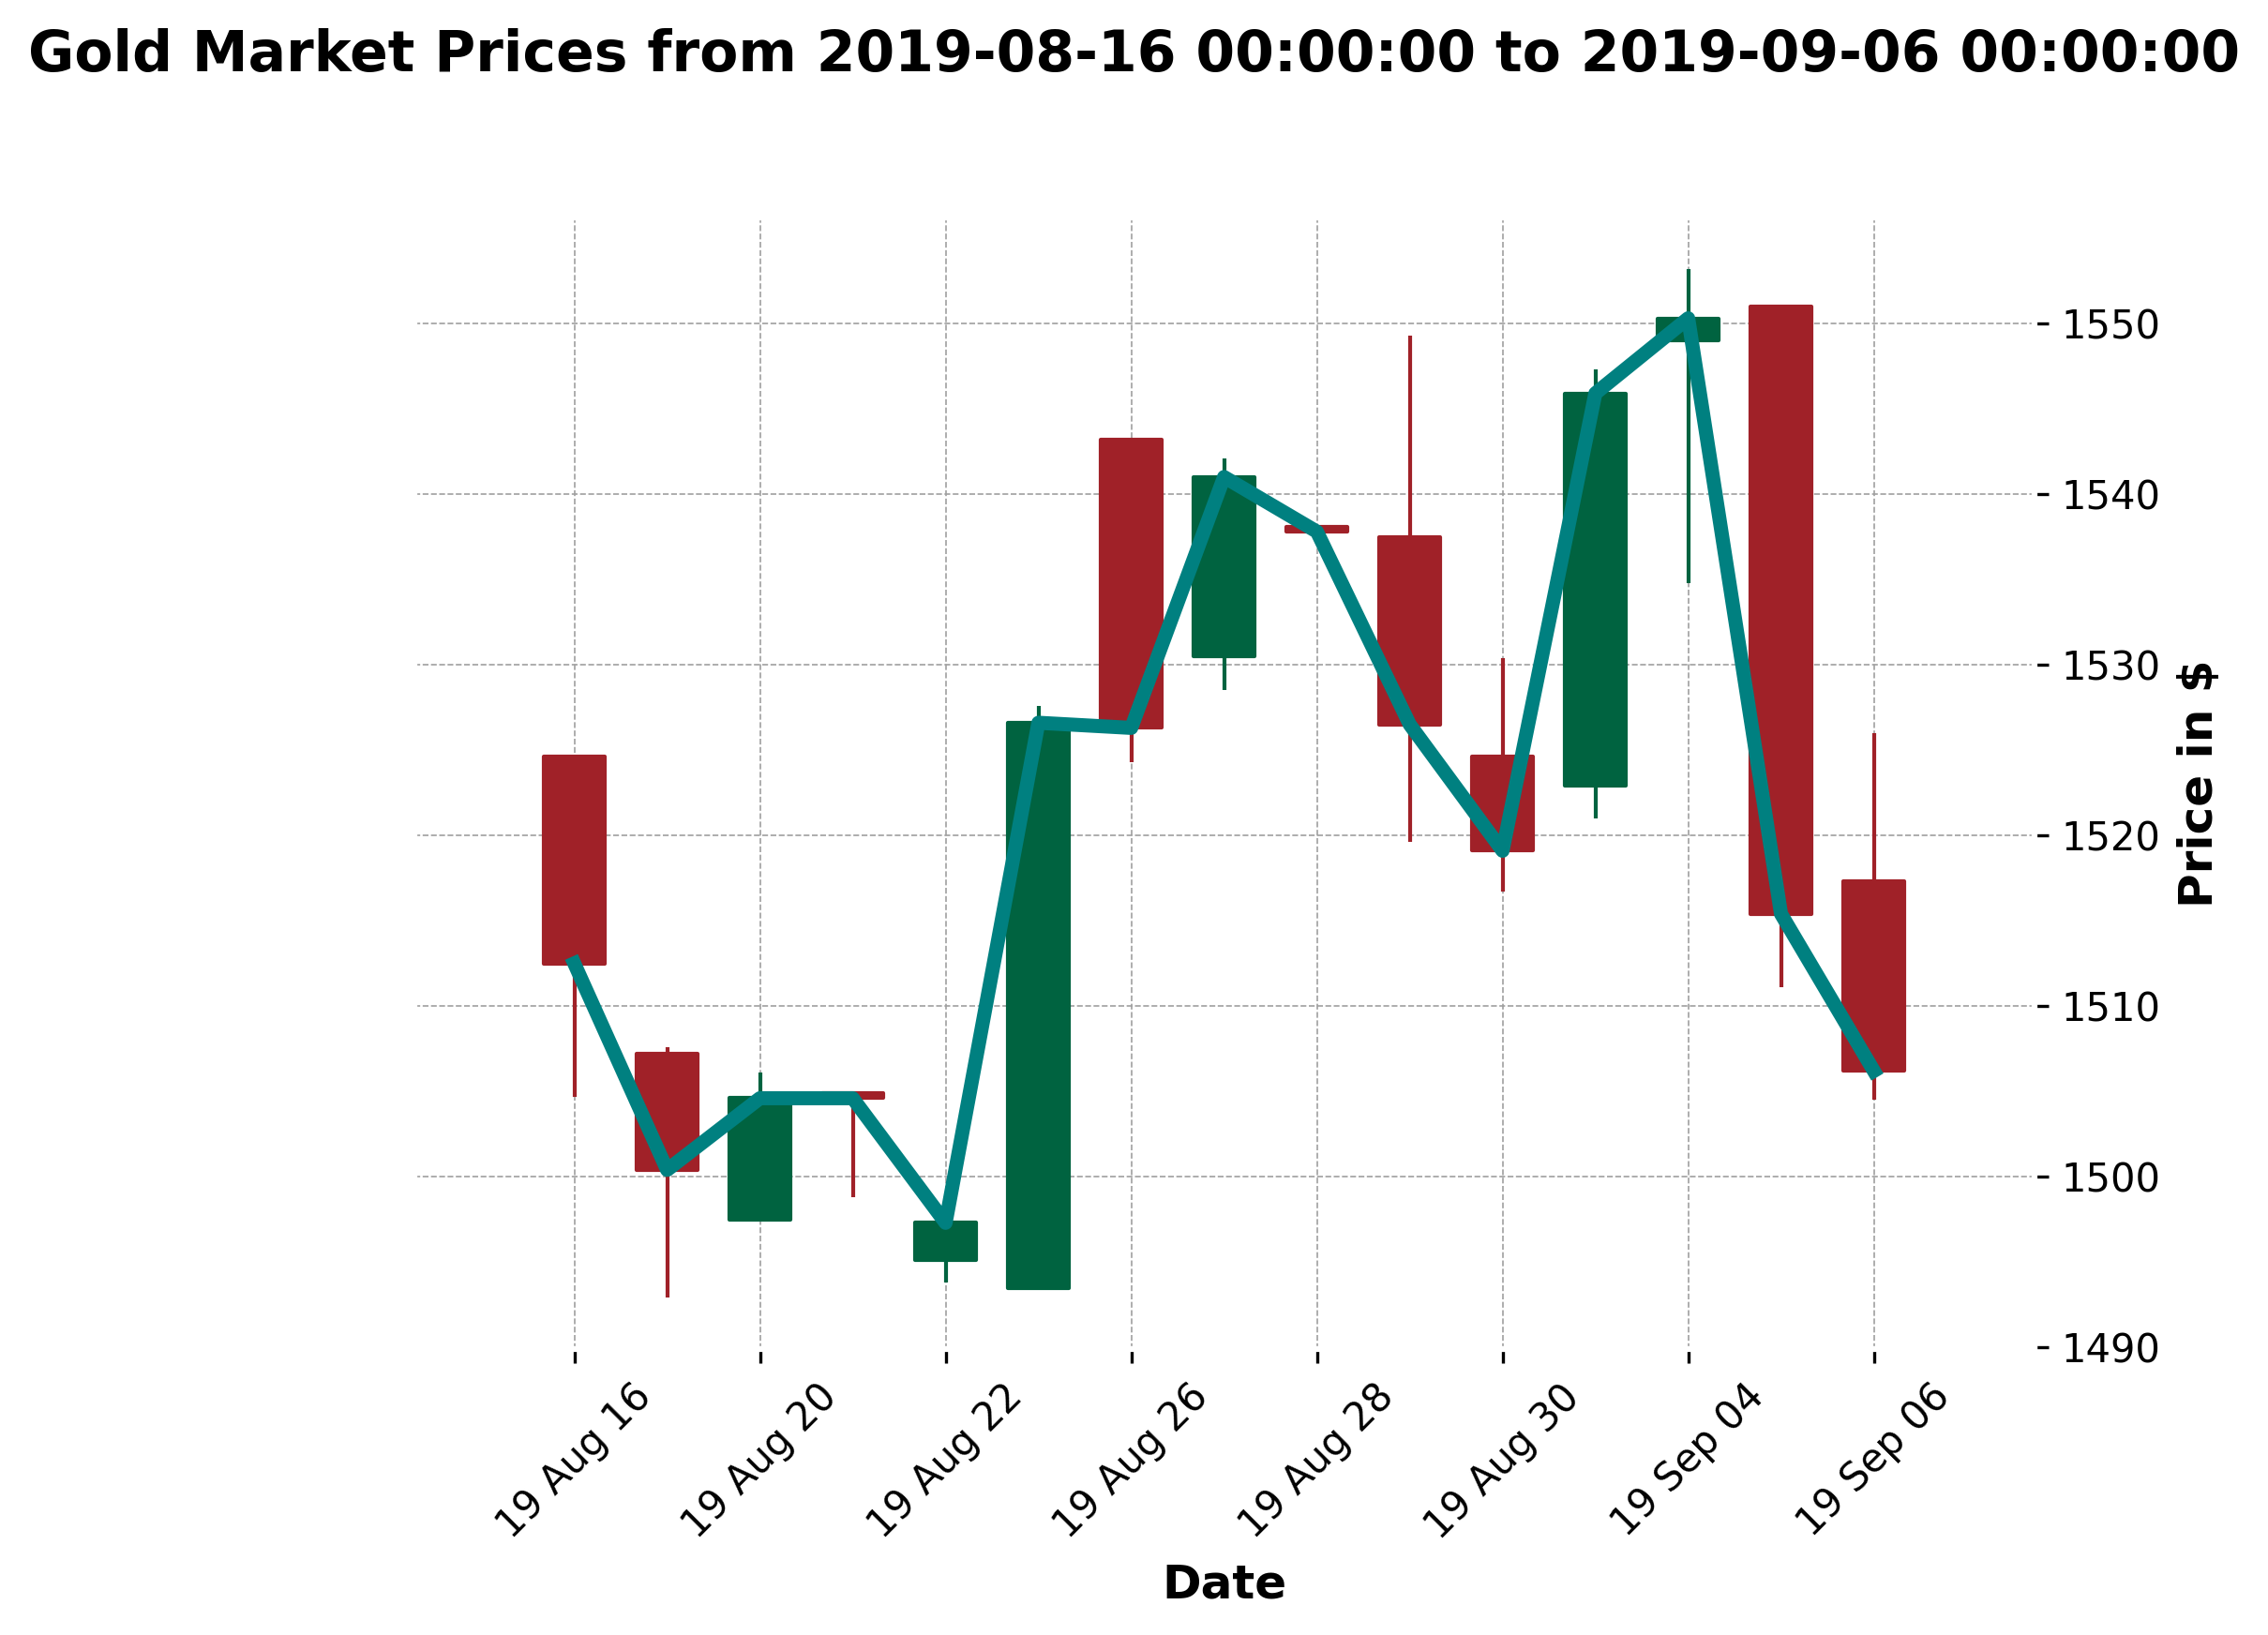 Gold Market Prices from 2019-08-16 00:00:00 to 2019-09-06 00:00:00
1550
1540
1530
1520
1510
1500
1490
Price in $
19 Aug 16
19 Aug 20
19 Aug 22
19 Aug 26
19 Aug 28
19 Aug 30
19 Sep 04
19 Sep 06
Date